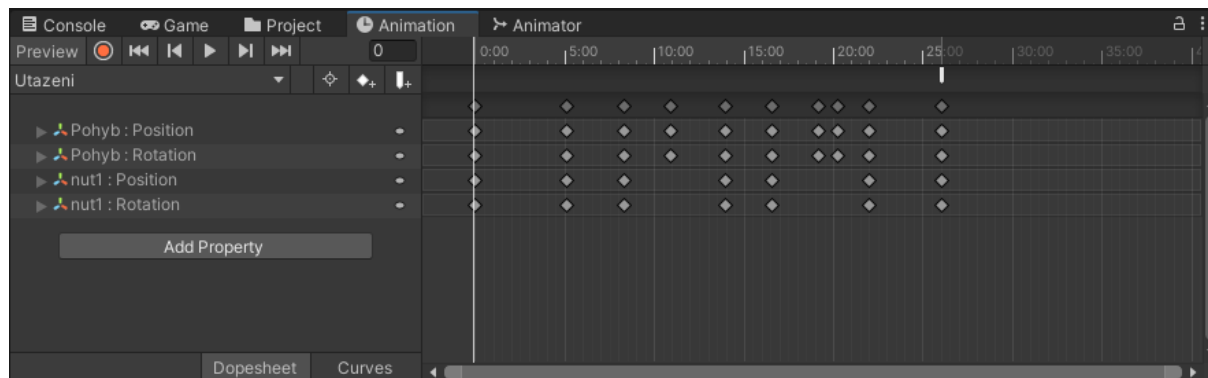 Console Game Project Animation Animator
Preview 0 0:00 5:00 10:00 15:00 20:00 25:00 30:00 35:00
Utazeni
Pohyb : Position
Pohyb : Rotation
nut1 : Position
nut1 : Rotation
Add Property
Dopesheet Curves